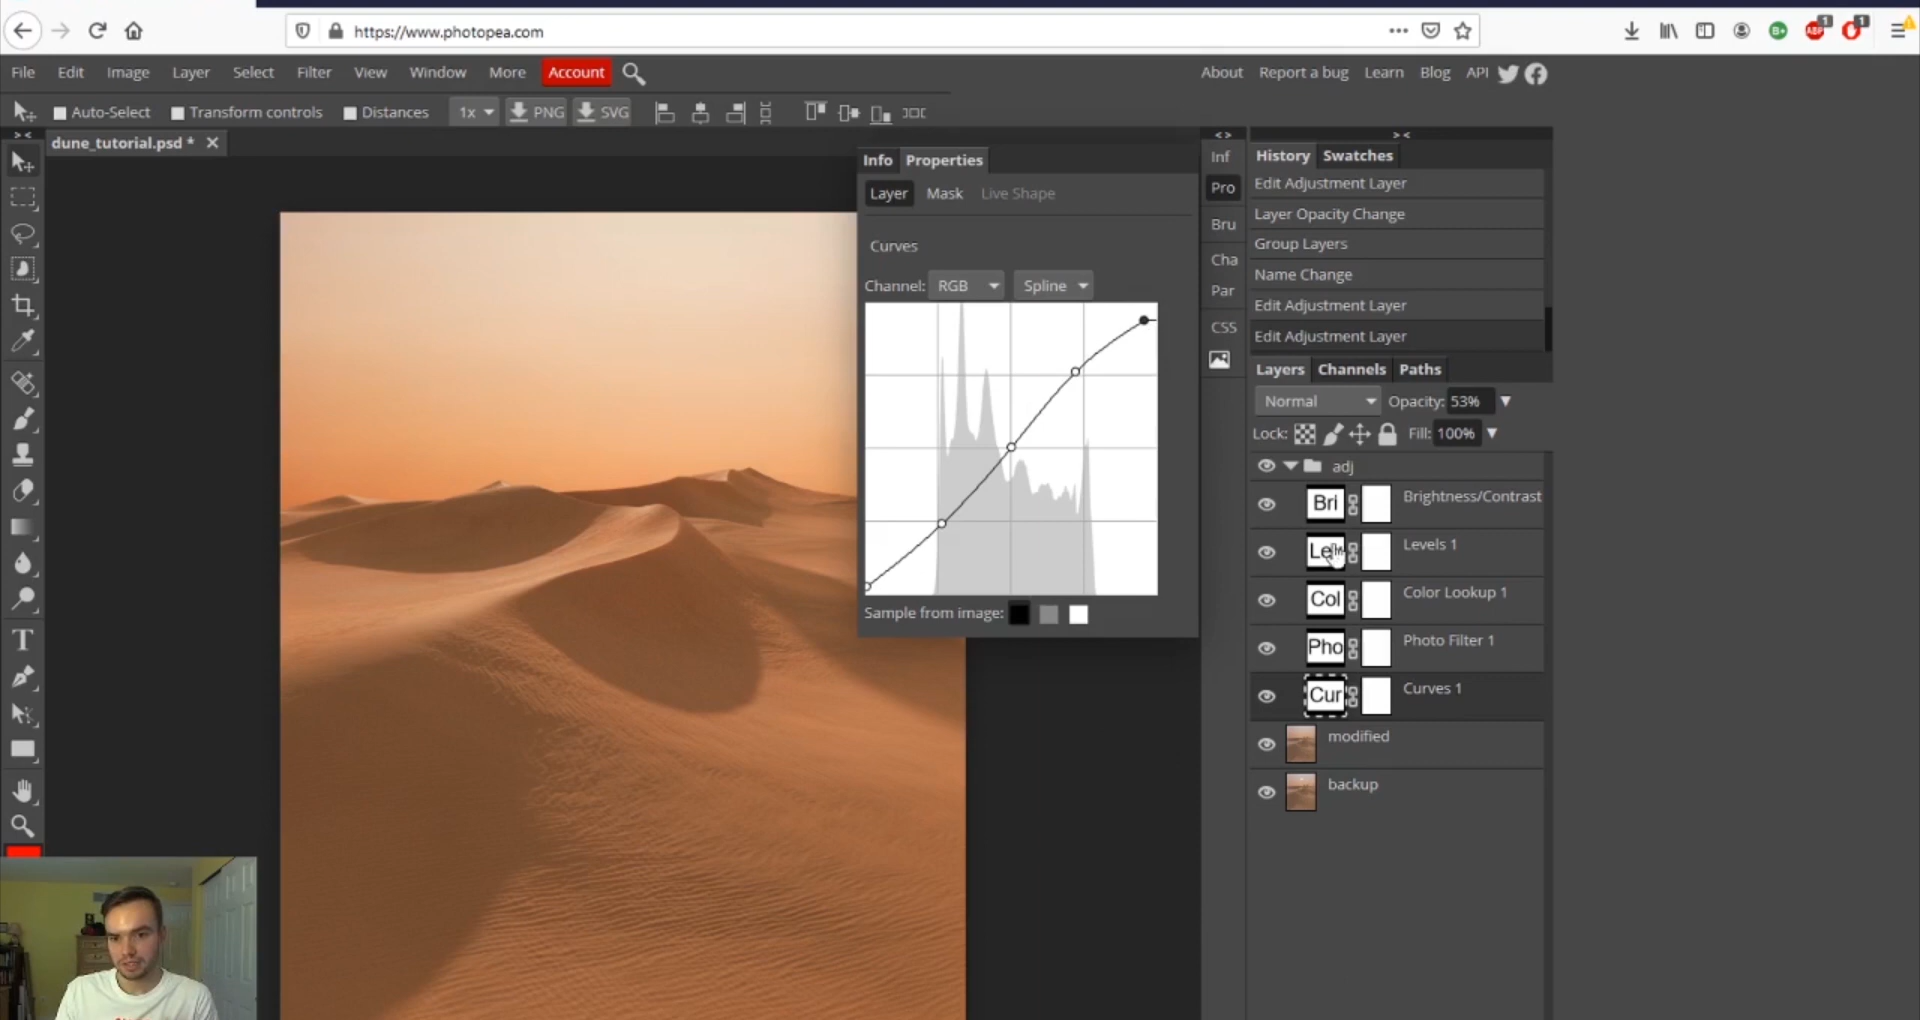 https://www.photopea.com
1
1
File Edit Image Layer Select Filter View Window More Account
About Report a bug Learn Blog API
Auto-Select Transform controls Distances 1x PNG SVG
dune_tutorial.psd *
Info Properties
Layer Mask Live Shape
Curves
Channel: RGB Spline
Sample from image:
Inf
Pro
Bru
Cha
Par
CSS
History Swatches
Edit Adjustment Layer
Layer Opacity Change
Group Layers
Name Change
Edit Adjustment Layer
Edit Adjustment Layer
Layers Channels Paths
Normal Opacity: 53%
Lock: Fill: 100%
adj
Bri Brightness/Contrast
Levels 1
Col Color Lookup 1
Pho Photo Filter 1
Cur Curves 1
modified
backup